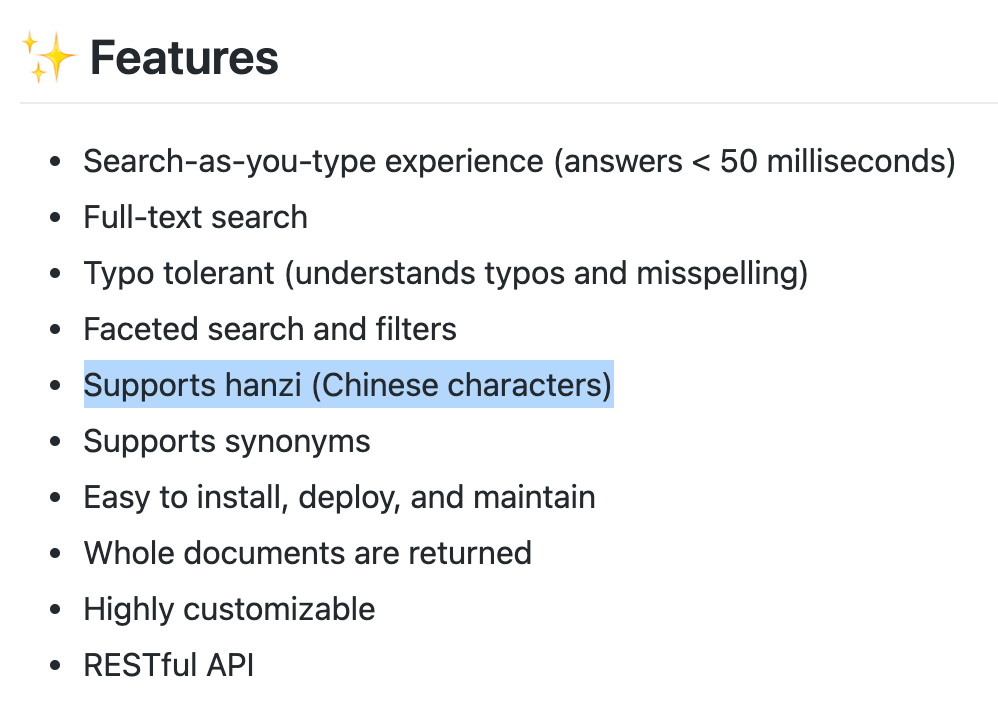 ✨ Features
• Search-as-you-type experience (answers < 50 milliseconds)
• Full-text search
• Typo tolerant (understands typos and misspelling)
• Faceted search and filters
• Supports hanzi (Chinese characters)
• Supports synonyms
• Easy to install, deploy, and maintain
• Whole documents are returned
• Highly customizable
• RESTful API